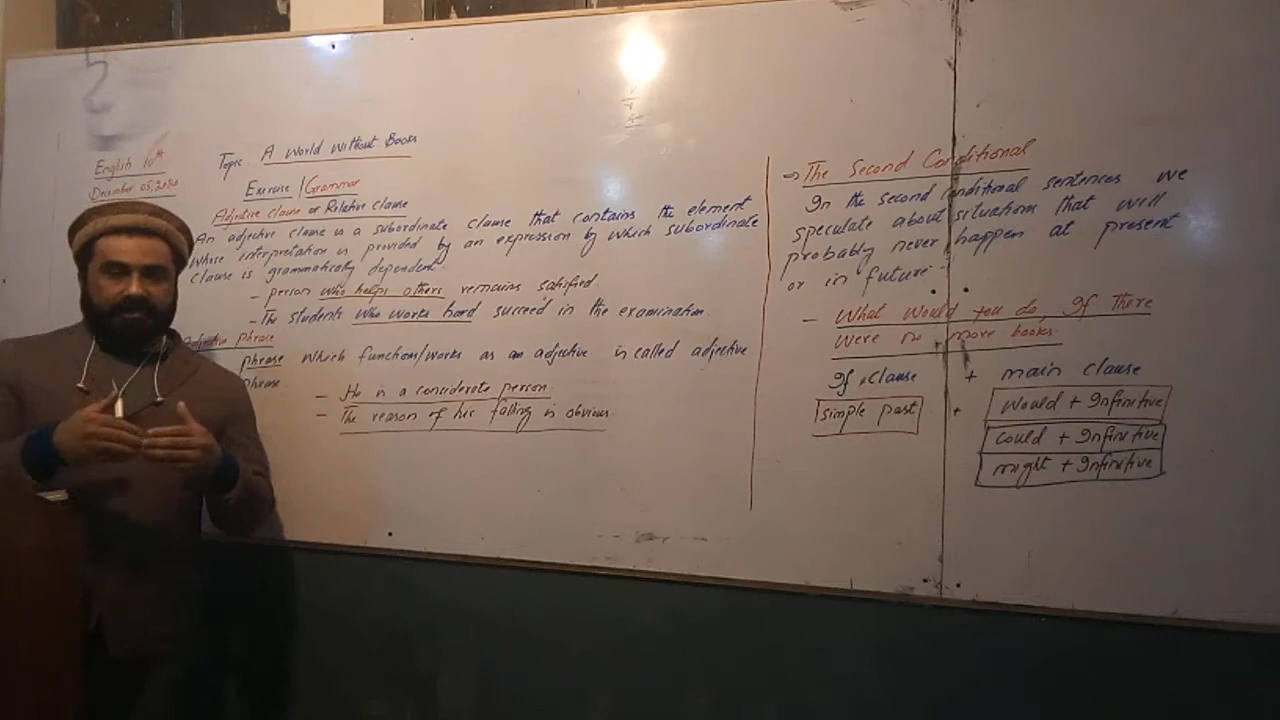 English 10th
December 05, 2020
Topic: A World Without Books
Exercise / Grammar
Adjective clause or Relative clause
An adjective clause is a subordinate clause that contains the element
whose interpretation is provided by an expression by which subordinate
clause is grammatically dependent.
- person who helps others remains satisfied.
- The students who works hard succeed in the examination.
Adjective phrase
phrase which functions/works as an adjective is called adjective
phrase.
- He is a considerate person.
- The reason of his falling is obvious.
→ The Second Conditional
In the second conditional sentences we
speculate about situations that will
probably never happen at present
or in future.
- What would you do, If There
were no more books.
If clause + main clause
simple past + would + Infinitive
could + Infinitive
might + Infinitive